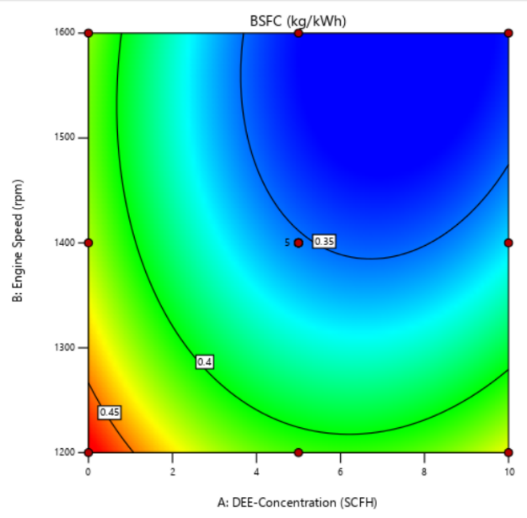 BSFC (kg/kWh)
1600
1500
1400
1300
1200
B: Engine Speed (rpm)
5
0.35
0.4
0.45
0 2 4 6 8 10
A: DEE-Concentration (SCFH)